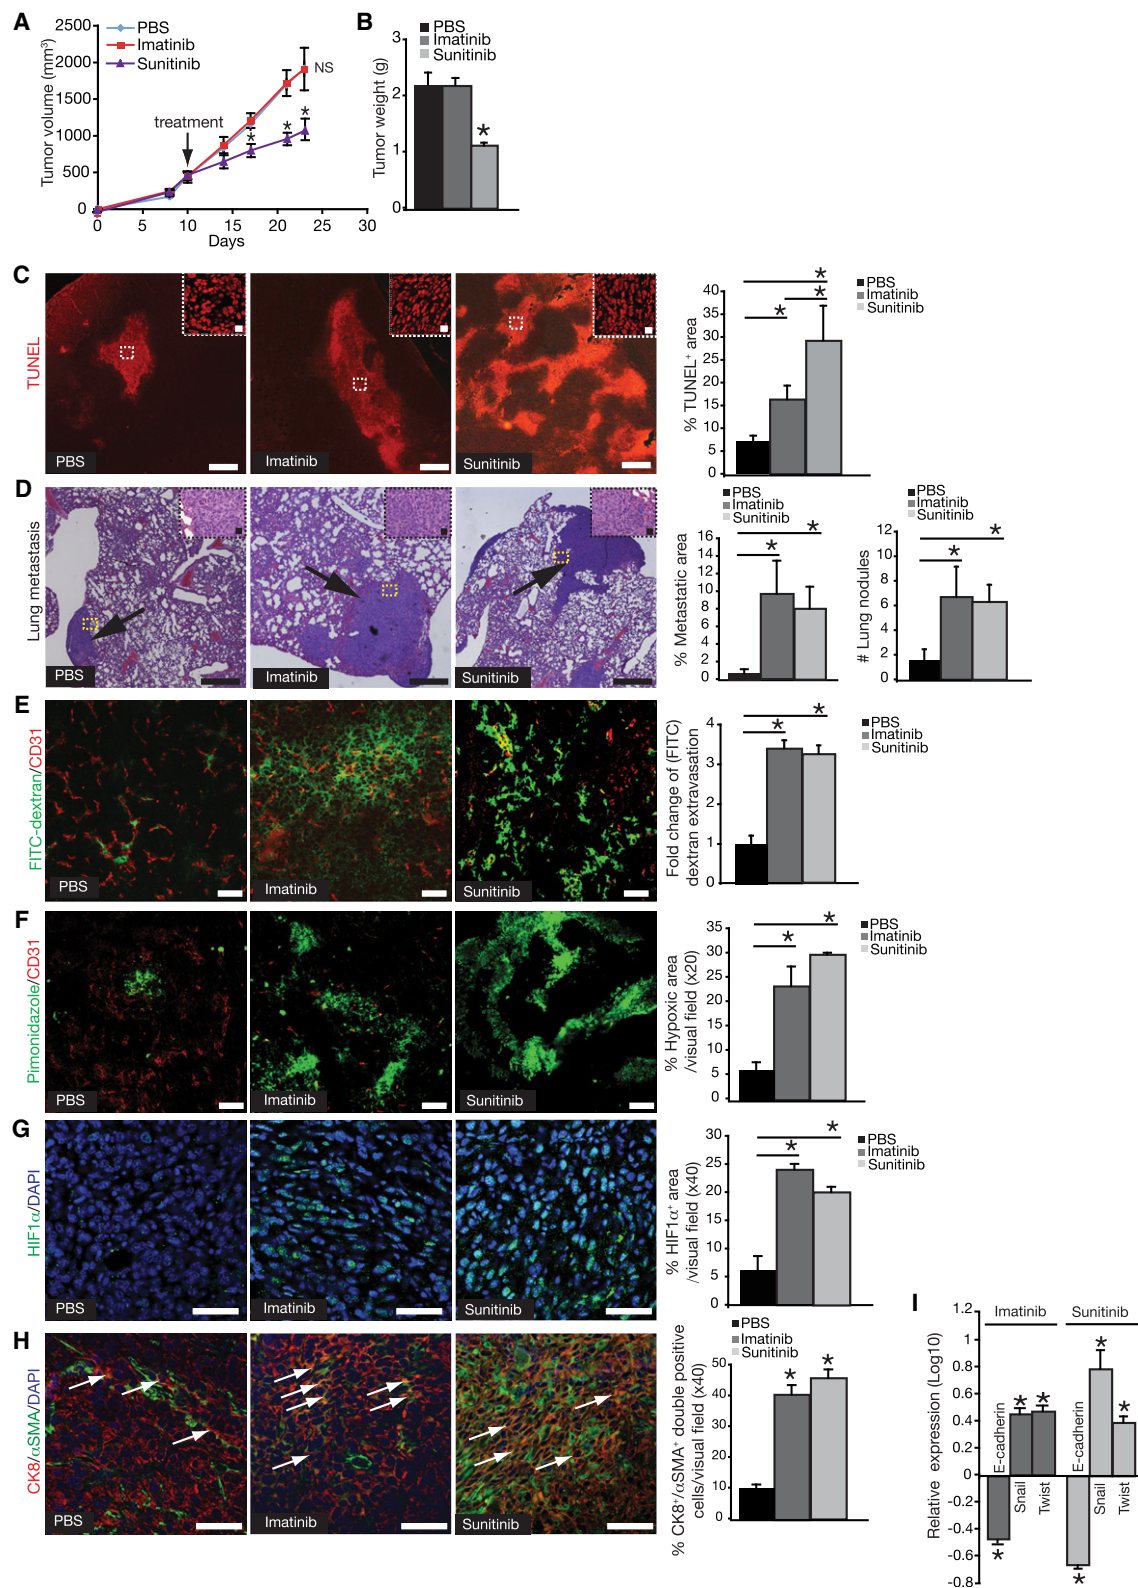 A
2500
2000
1500
1000
500
0
Tumor volume (mm³)
PBS
Imatinib
Sunitinib
treatment
NS
*
*
*
0 5 10 15 20 25 30
Days
B
PBS
Imatinib
Sunitinib
3
2
1
0
Tumor weight (g)
*
C
TUNEL
PBS
Imatinib
Sunitinib
% TUNEL⁺ area
40
35
30
25
20
15
10
5
0
*
*
*
PBS
Imatinib
Sunitinib
D
Lung metastasis
PBS
Imatinib
Sunitinib
PBS
Imatinib
Sunitinib
% Metastatic area
16
14
12
10
8
6
4
2
0
*
*
PBS
Imatinib
Sunitinib
# Lung nodules
12
10
8
6
4
2
0
*
*
E
FITC-dextran/CD31
PBS
Imatinib
Sunitinib
Fold change of (FITC)
dextran extravasation
4
3
2
1
0
*
*
PBS
Imatinib
Sunitinib
F
Pimonidazole/CD31
PBS
Imatinib
Sunitinib
% Hypoxic area
/visual field (x20)
35
30
25
20
15
10
5
0
*
*
PBS
Imatinib
Sunitinib
G
HIF1α/DAPI
PBS
Imatinib
Sunitinib
% HIF1α⁺ area
/visual field (x40)
30
25
20
15
10
5
0
*
*
PBS
Imatinib
Sunitinib
H
CK8/αSMA/DAPI
PBS
Imatinib
Sunitinib
% CK8⁺/αSMA⁺ double positive
cells/visual field (x40)
PBS
Imatinib
Sunitinib
50
40
30
20
10
0
*
*
I
Relative expression (Log10)
1.2
1
0.8
0.6
0.4
0.2
0
-0.2
-0.4
-0.6
-0.8
Imatinib
Sunitinib
E-cadherin
Snail
Twist
E-cadherin
Snail
Twist
*
*
*
*
*
*